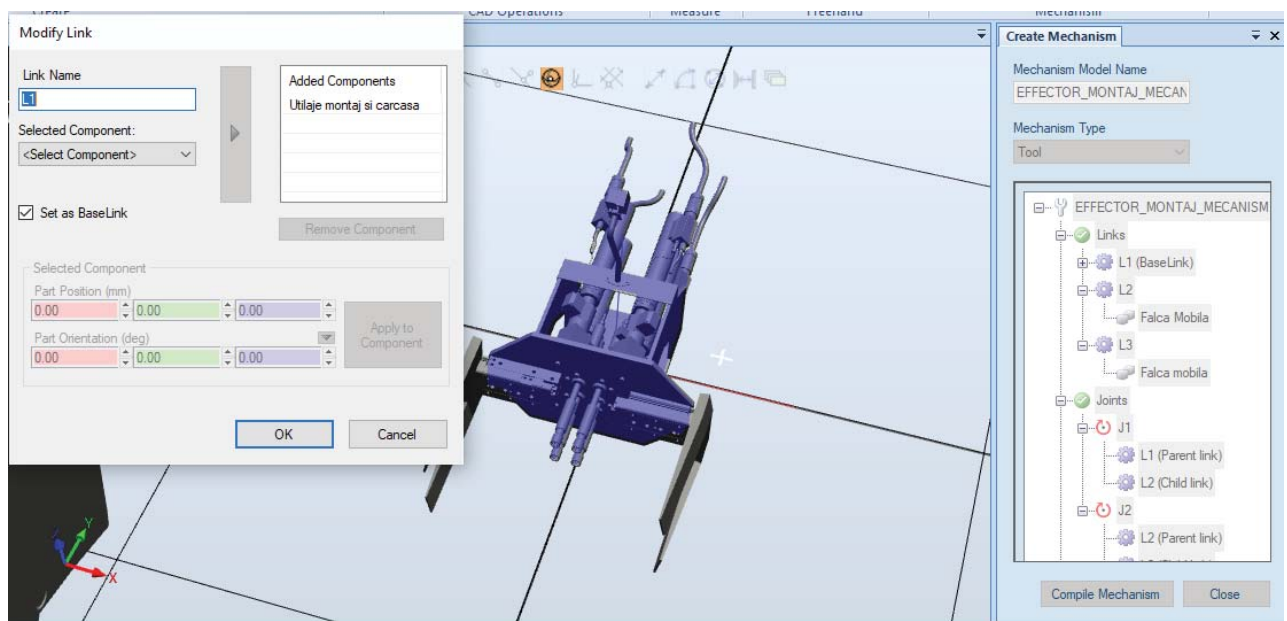 Create
CAD Operations
Measure
Freehand
Mechanism
Modify Link
Link Name
L1
Selected Component:
<Select Component>
Set as BaseLink
Added Components
Utilaje montaj si carcasa
Remove Component
Selected Component
Part Position (mm)
0.00 0.00 0.00
Part Orientation (deg)
0.00 0.00 0.00
Apply to
Component
OK Cancel
Y
X
Create Mechanism
Mechanism Model Name
EFFECTOR_MONTAJ_MECAN
Mechanism Type
Tool
EFFECTOR_MONTAJ_MECANISM
Links
L1 (BaseLink)
L2
Falca Mobila
L3
Falca mobila
Joints
J1
L1 (Parent link)
L2 (Child link)
J2
L2 (Parent link)
Compile Mechanism Close